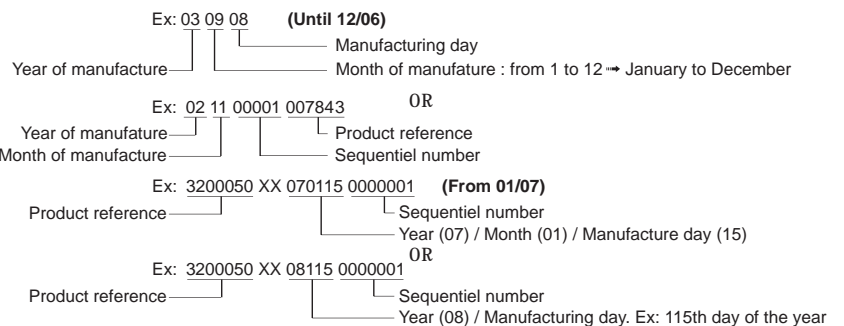 Ex: 03 09 08 (Until 12/06)
Manufacturing day
Year of manufacture Month of manufature : from 1 to 12 ➟ January to December
OR
Ex: 02 11 00001 007843
Year of manufature Product reference
Month of manufacture Sequentiel number
Ex: 3200050 XX 070115 0000001 (From 01/07)
Product reference Sequentiel number
Year (07) / Month (01) / Manufacture day (15)
OR
Ex: 3200050 XX 08115 0000001
Product reference Sequentiel number
Year (08) / Manufacturing day. Ex: 115th day of the year